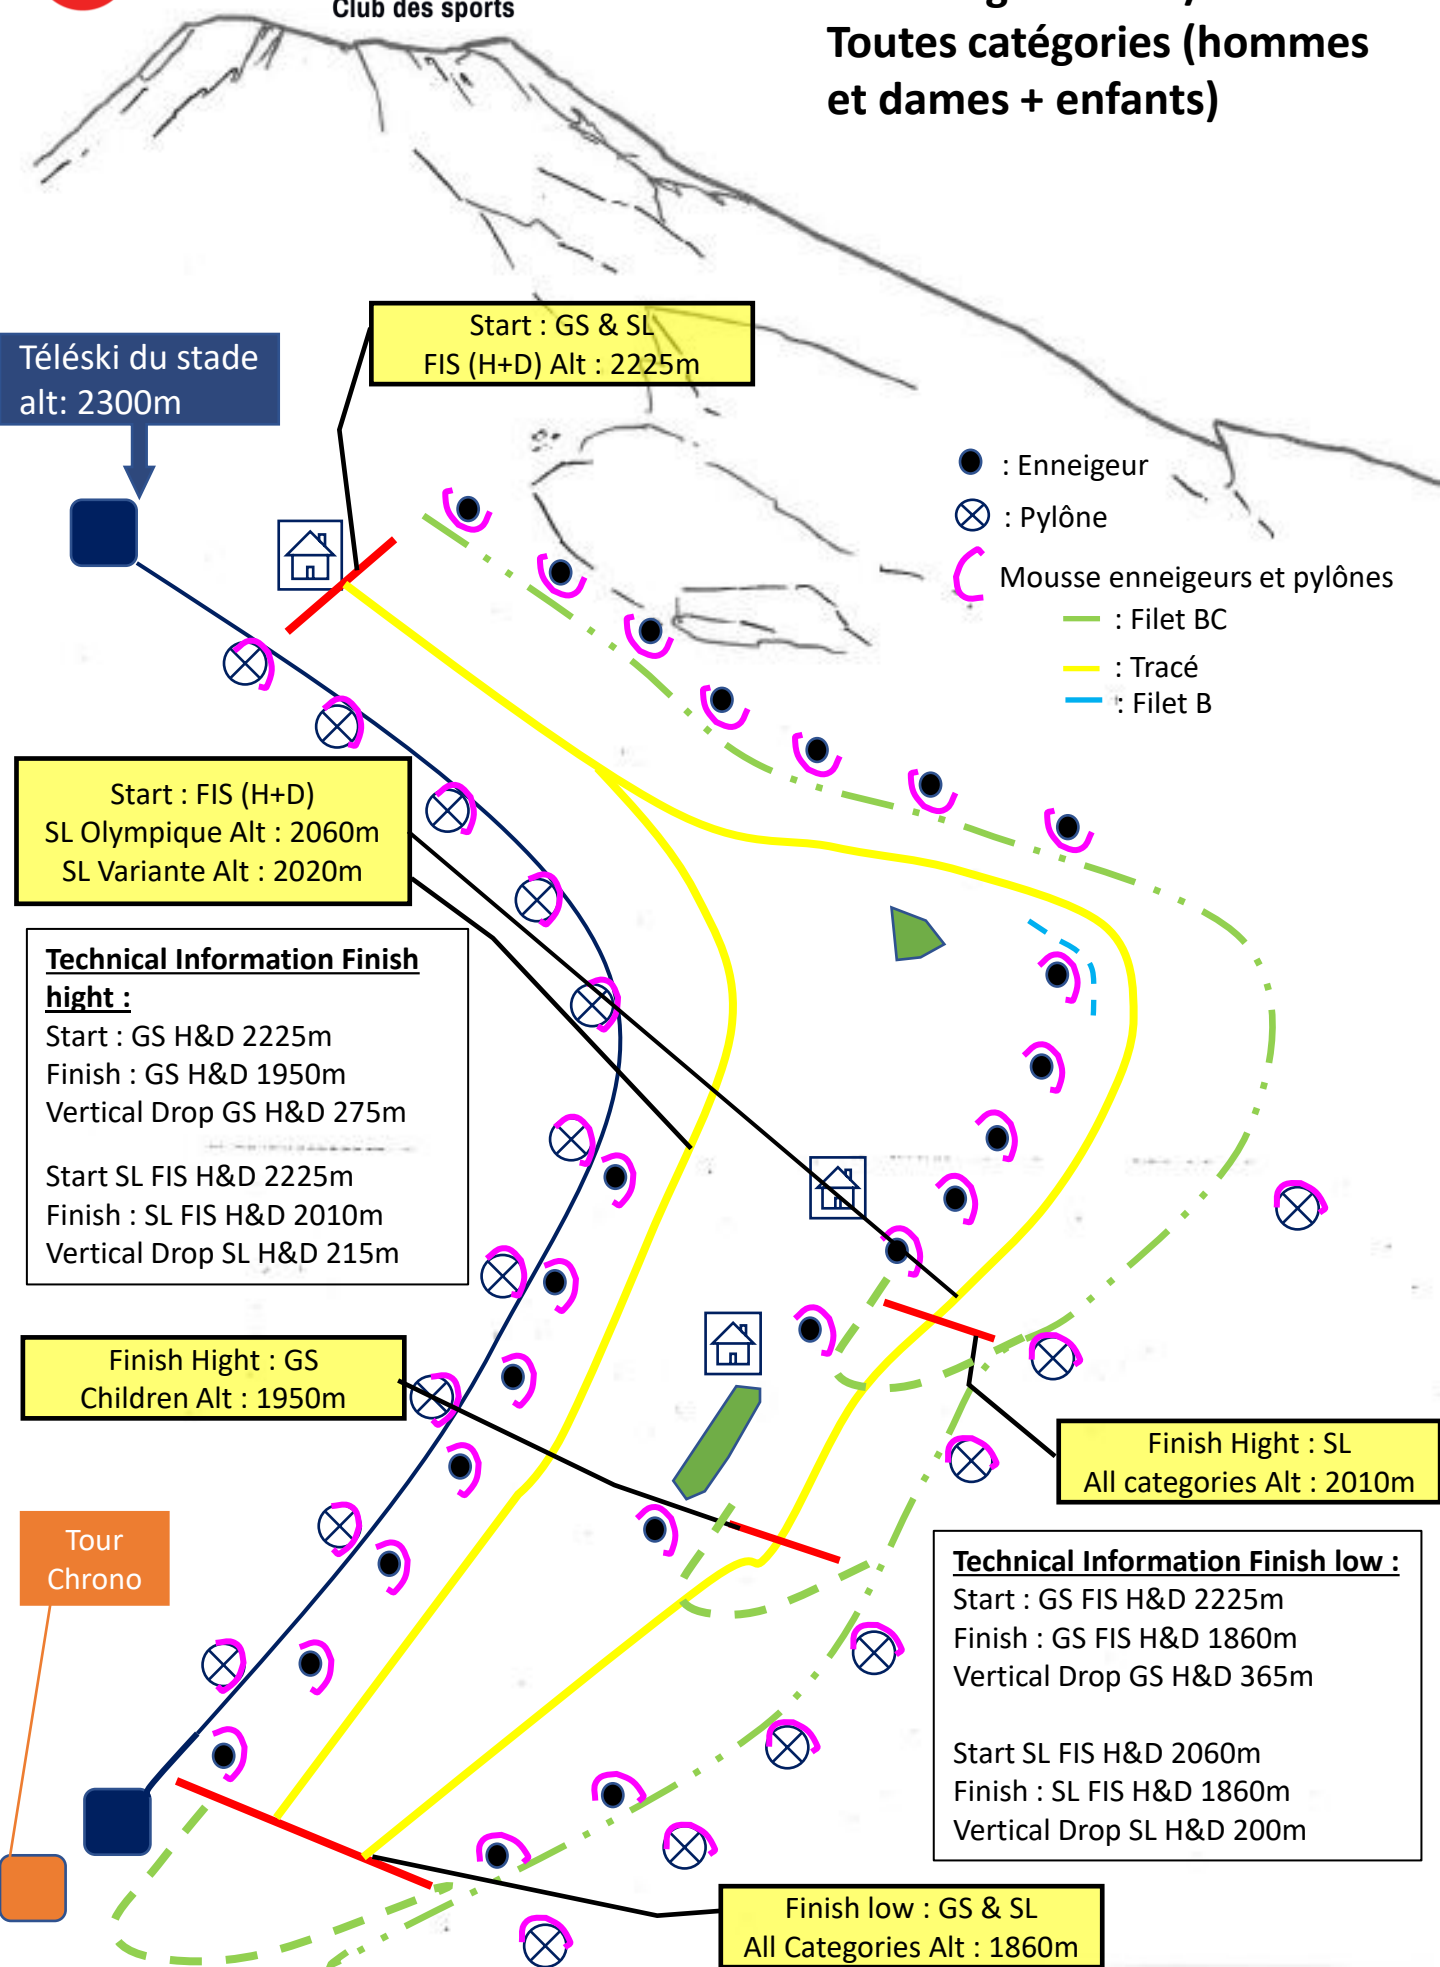 Club des sports
Toutes catégories (hommes
et dames + enfants)
Start : GS & SL
FIS (H+D) Alt : 2225m
Téléski du stade
alt: 2300m
: Enneigeur
: Pylône
Mousse enneigeurs et pylônes
: Filet BC
: Tracé
: Filet B
Start : FIS (H+D)
SL Olympique Alt : 2060m
SL Variante Alt : 2020m
Technical Information Finish
hight :
Start : GS H&D 2225m
Finish : GS H&D 1950m
Vertical Drop GS H&D 275m
Start SL FIS H&D 2225m
Finish : SL FIS H&D 2010m
Vertical Drop SL H&D 215m
Finish Hight : GS
Children Alt : 1950m
Finish Hight : SL
All categories Alt : 2010m
Tour
Chrono
Technical Information Finish low :
Start : GS FIS H&D 2225m
Finish : GS FIS H&D 1860m
Vertical Drop GS H&D 365m
Start SL FIS H&D 2060m
Finish : SL FIS H&D 1860m
Vertical Drop SL H&D 200m
Finish low : GS & SL
All Categories Alt : 1860m